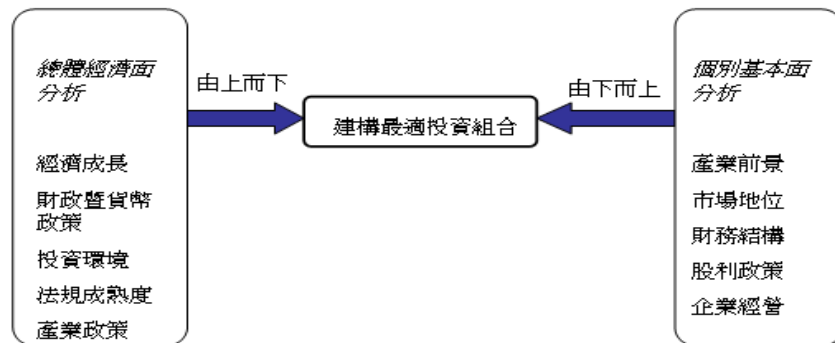 總體經濟面
分析
經濟成長
財政暨貨幣
政策
投資環境
法規成熟度
產業政策
由上而下
建構最適投資組合
由下而上
個別基本面
分析
產業前景
市場地位
財務結構
股利政策
企業經營